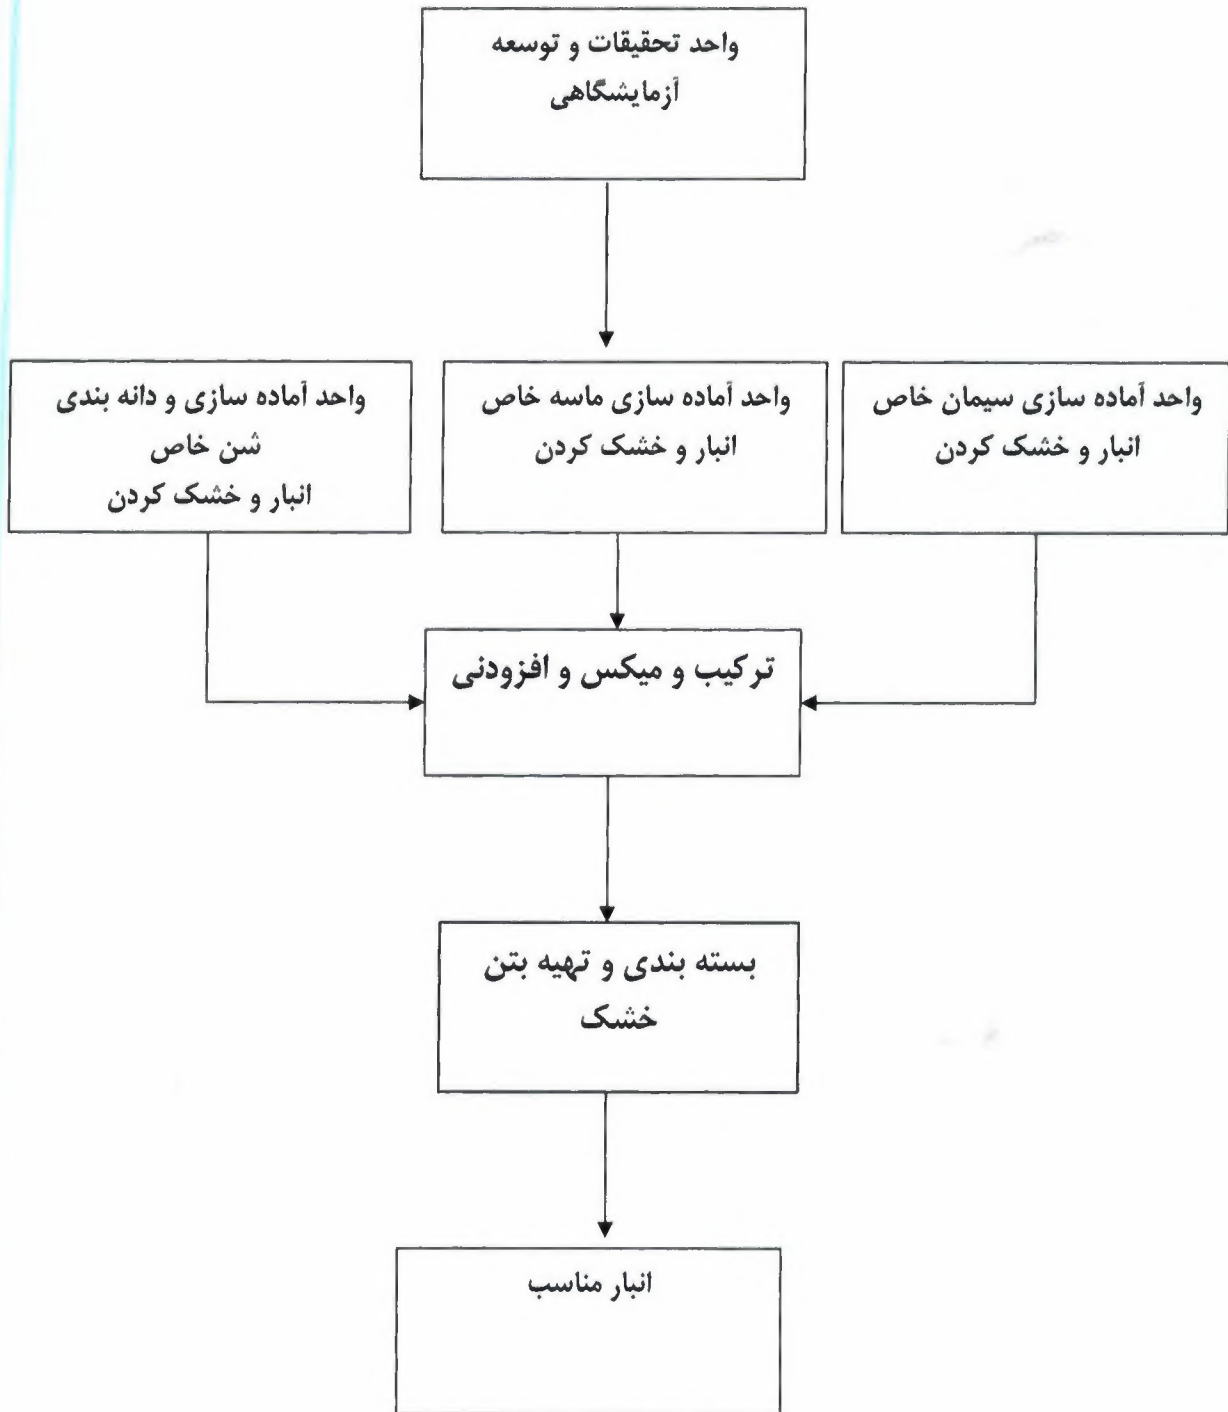 واحد تحقیقات و توسعه
آزمایشگاهی
واحد آماده سازی سیمان خاص
انبار و خشک کردن
واحد آماده سازی ماسه خاص
انبار و خشک کردن
واحد آماده سازی و دانه بندی
شن خاص
انبار و خشک کردن
ترکیب و میکس و افزودنی
بسته بندی و تهیه بتن
خشک
انبار مناسب